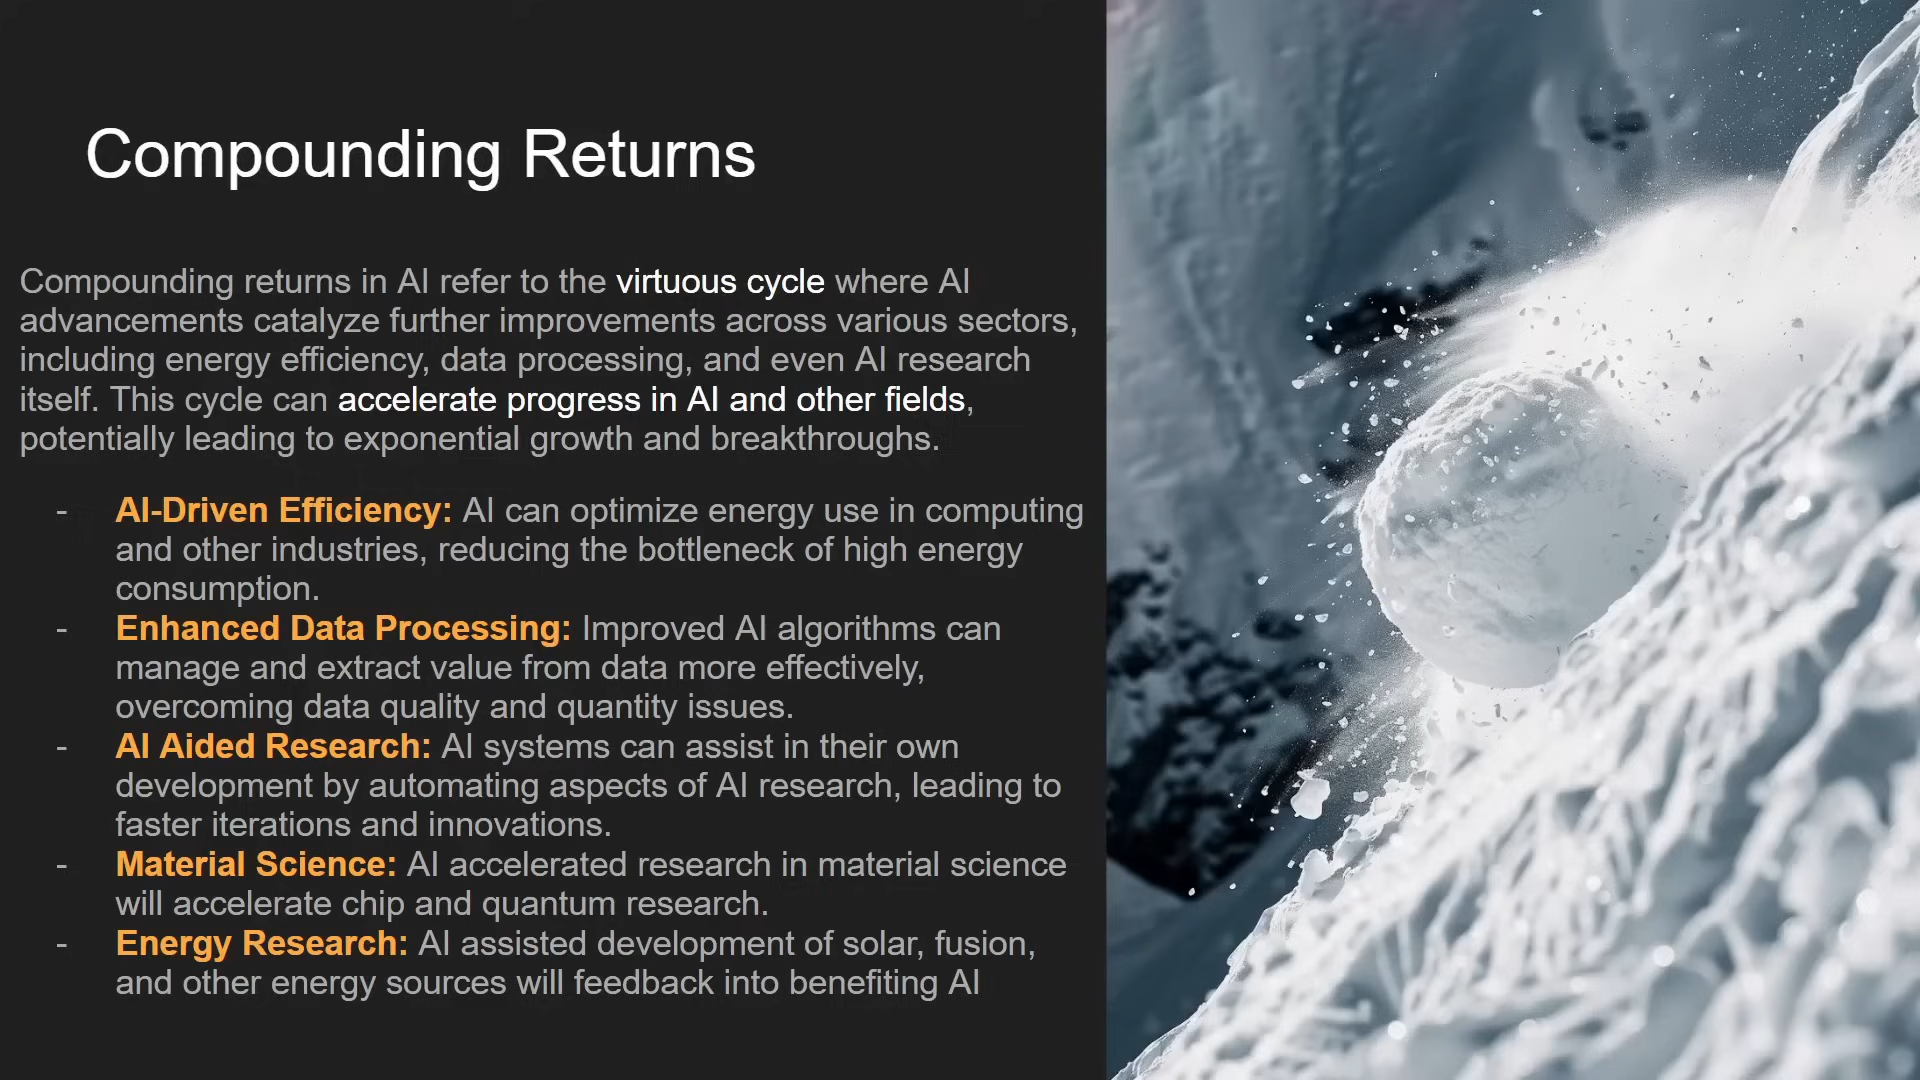 Compounding Returns
Compounding returns in AI refer to the virtuous cycle where AI
advancements catalyze further improvements across various sectors,
including energy efficiency, data processing, and even AI research
itself. This cycle can accelerate progress in AI and other fields,
potentially leading to exponential growth and breakthroughs.
- AI-Driven Efficiency: AI can optimize energy use in computing
and other industries, reducing the bottleneck of high energy
consumption.
- Enhanced Data Processing: Improved AI algorithms can
manage and extract value from data more effectively,
overcoming data quality and quantity issues.
- AI Aided Research: AI systems can assist in their own
development by automating aspects of AI research, leading to
faster iterations and innovations.
- Material Science: AI accelerated research in material science
will accelerate chip and quantum research.
- Energy Research: AI assisted development of solar, fusion,
and other energy sources will feedback into benefiting AI